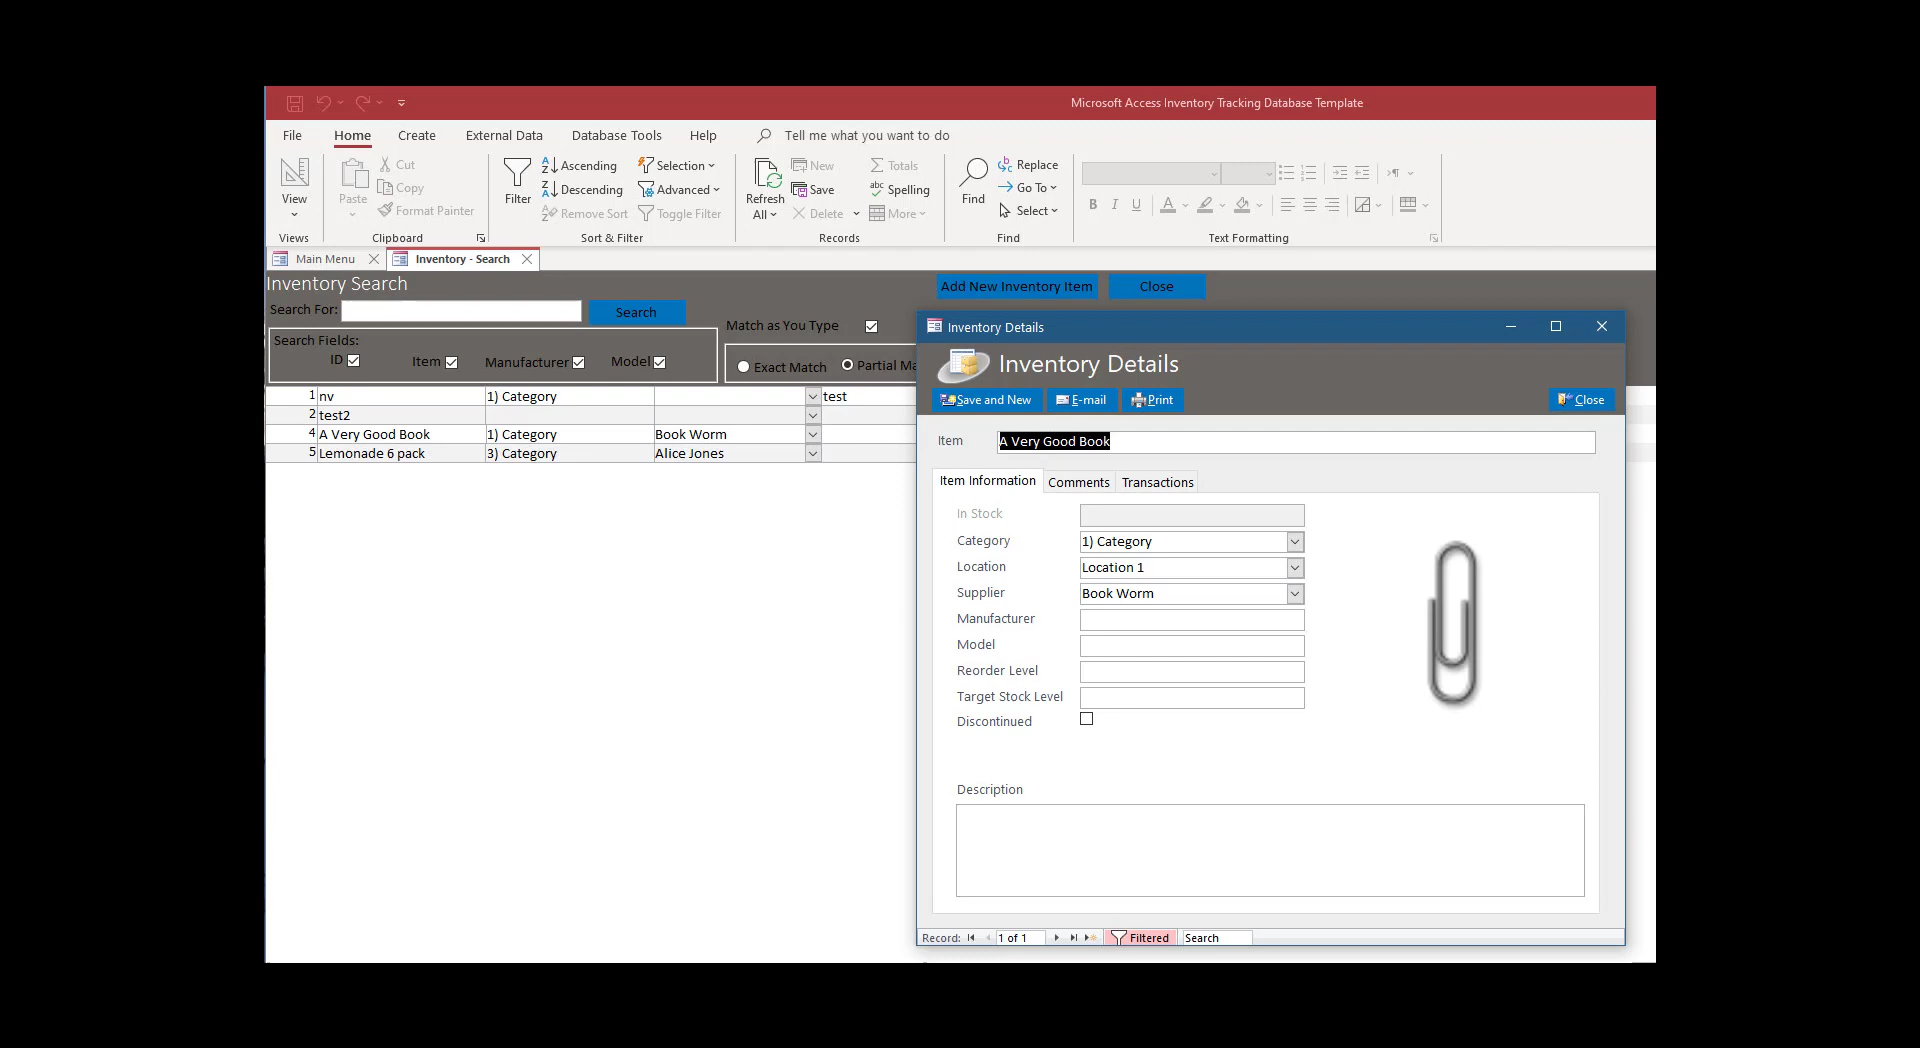 Microsoft Access Inventory Tracking Database Template
File Home Create External Data Database Tools Help Tell me what you want to do
View
Views
Paste
Cut
Copy
Format Painter
Clipboard
Filter
Ascending
Descending
Remove Sort
Selection
Advanced
Toggle Filter
Sort & Filter
Refresh
All
New
Save
Delete
Totals
Spelling
More
Records
Find
Replace
Go To
Select
Find
B I U
Text Formatting
Main Menu
Inventory - Search
Inventory Search
Add New Inventory Item
Close
Search For:
Search
Match as You Type
Search Fields:
ID Item Manufacturer Model
Exact Match Partial Ma
1 nv 1) Category test
2 test2
4 A Very Good Book 1) Category Book Worm
5 Lemonade 6 pack 3) Category Alice Jones
Inventory Details
Inventory Details
Save and New E-mail Print Close
Item A Very Good Book
Item Information Comments Transactions
In Stock
Category 1) Category
Location Location 1
Supplier Book Worm
Manufacturer
Model
Reorder Level
Target Stock Level
Discontinued
Description
Record: 1 of 1 Filtered Search